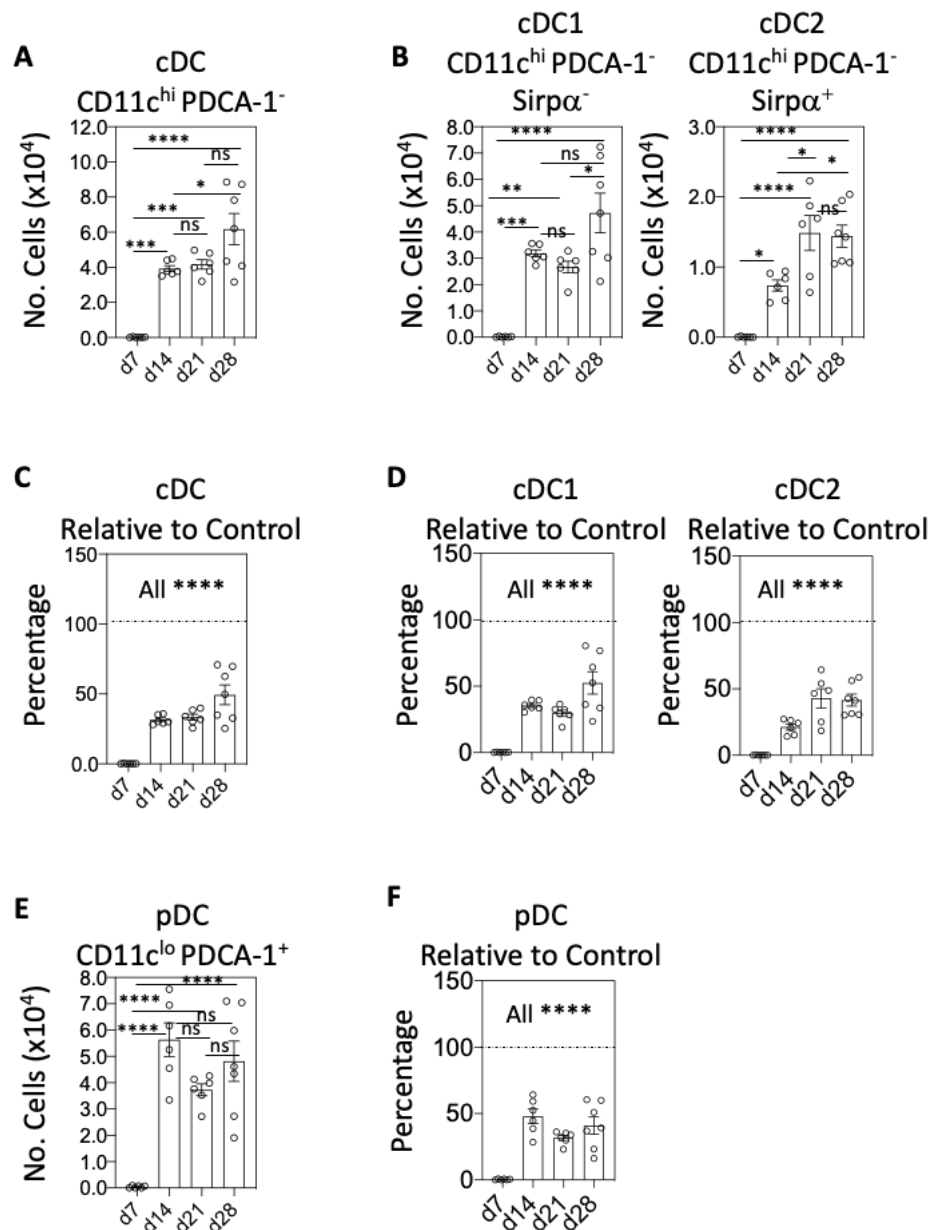 A
cDC
CD11c^hi PDCA-1^-
No. Cells (x10^4)
12.0
10.0
8.0
6.0
4.0
2.0
0.0
****
ns
*
***
ns
***
d7
d14
d21
d28
B
cDC1
CD11c^hi PDCA-1^-
Sirpα^-
No. Cells (x10^4)
8.0
7.0
6.0
5.0
4.0
3.0
2.0
1.0
0.0
****
ns
*
**
***
ns
d7
d14
d21
d28
cDC2
CD11c^hi PDCA-1^-
Sirpα^+
No. Cells (x10^4)
3.0
2.0
1.0
0.0
****
*
*
****
ns
*
d7
d14
d21
d28
C
cDC
Relative to Control
Percentage
150
100
50
0.0
All ****
d7
d14
d21
d28
D
cDC1
Relative to Control
Percentage
150
100
50
0
All ****
d7
d14
d21
d28
cDC2
Relative to Control
Percentage
150
100
50
0
All ****
d7
d14
d21
d28
E
pDC
CD11c^lo PDCA-1^+
No. Cells (x10^4)
8.0
7.0
6.0
5.0
4.0
3.0
2.0
1.0
0.0
****
****
ns
****
ns
ns
d7
d14
d21
d28
F
pDC
Relative to Control
Percentage
150
100
50
0
All ****
d7
d14
d21
d28